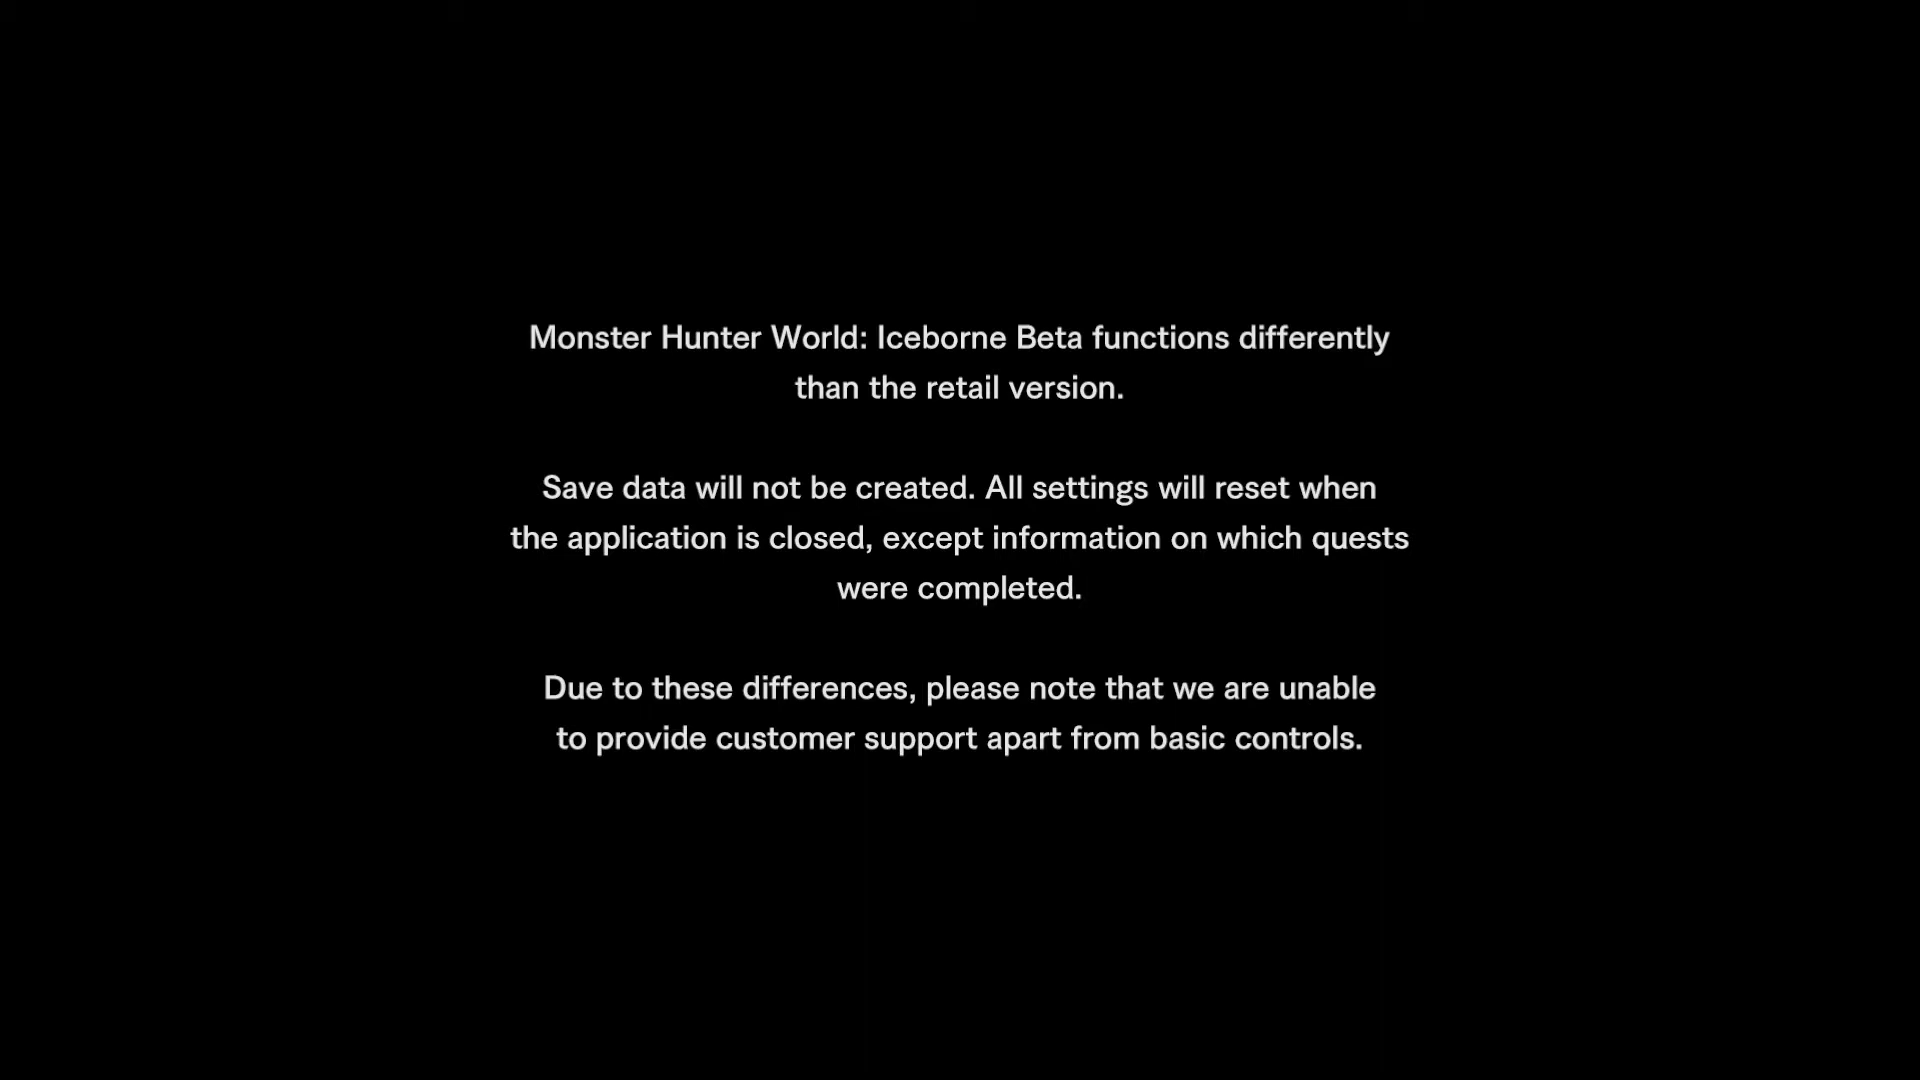 Monster Hunter World: Iceborne Beta functions differently
than the retail version.
Save data will not be created. All settings will reset when
the application is closed, except information on which quests
were completed.
Due to these differences, please note that we are unable
to provide customer support apart from basic controls.